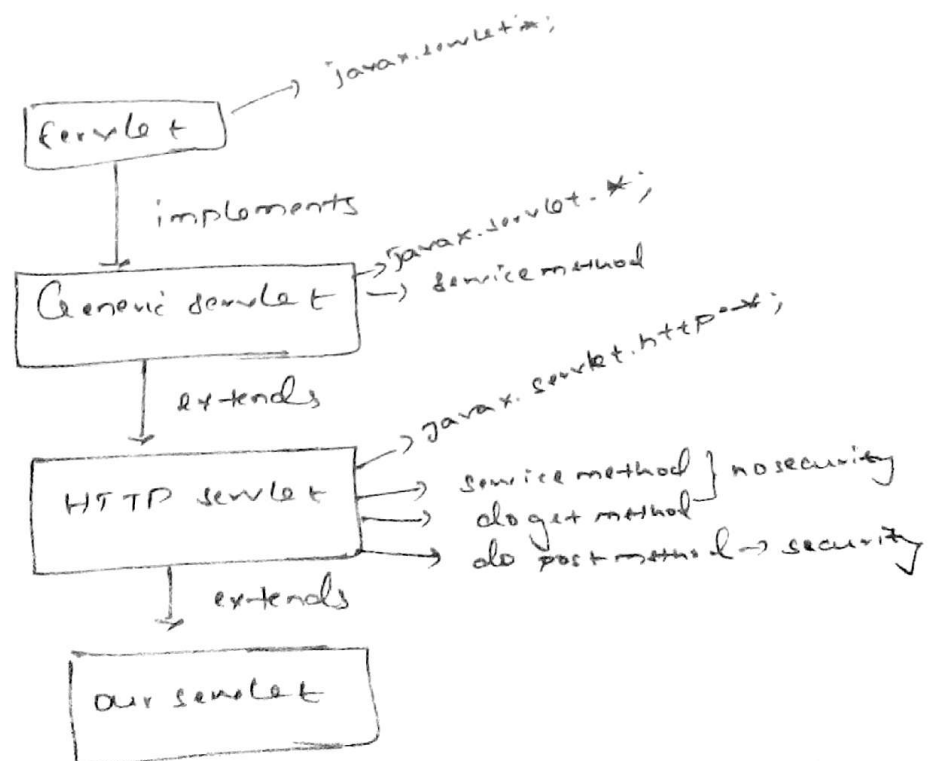 javax.servlet*;
Servlet
implements
javax.servlet.*;
Generic servlet
service method
extends
javax.servlet.http.*;
HTTP servlet
service method } no security
do get method
do post method → security
extends
our servlet